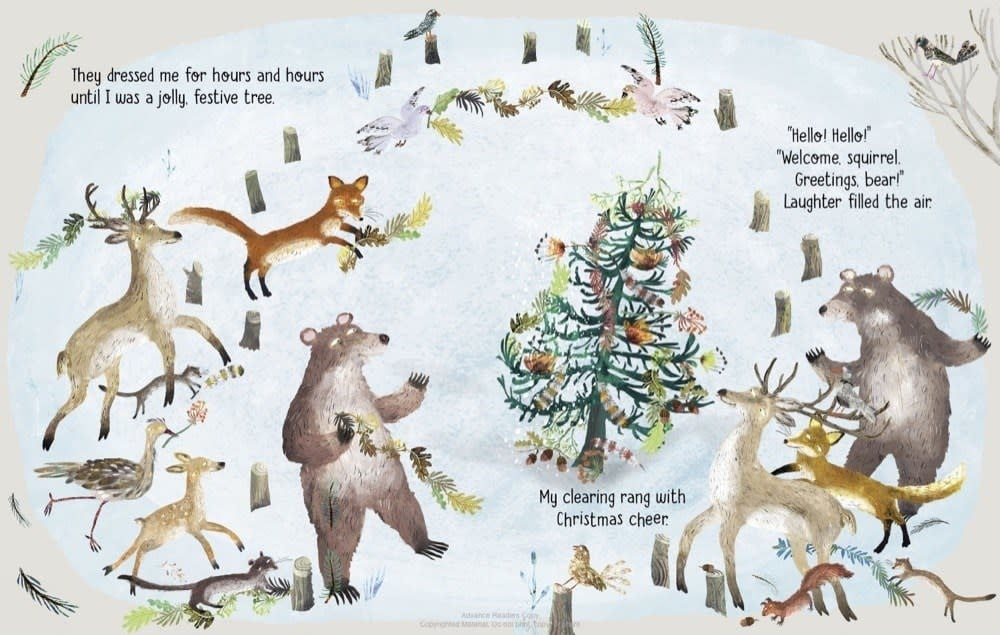 They dressed me for hours and hours
until I was a jolly, festive tree.
"Hello! Hello!"
"Welcome, squirrel.
Greetings, bear!"
Laughter filled the air.
My clearing rang with
Christmas cheer.
Advance Readers Copy
Copyrighted Material. Do not print,